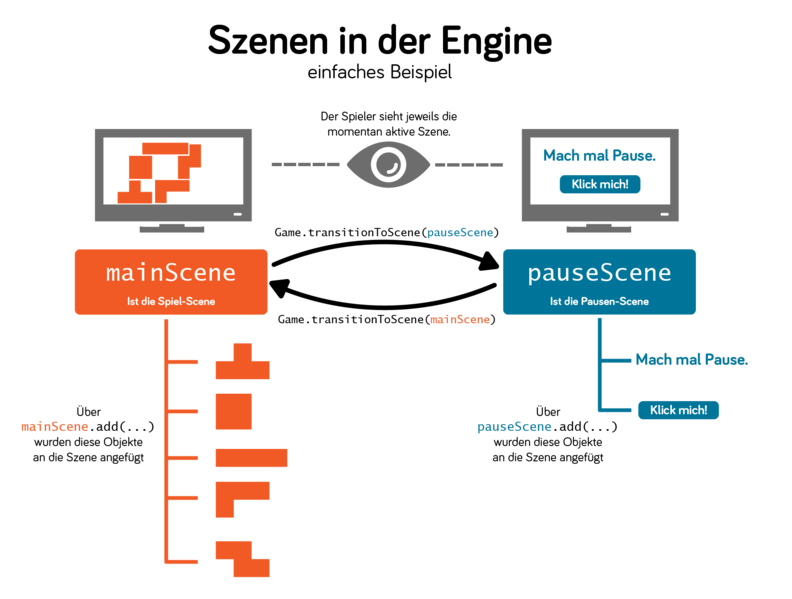 Szenen in der Engine
einfaches Beispiel
Der Spieler sieht jeweils die
momentan aktive Szene.
Mach mal Pause.
Klick mich!
Game.transitionToScene(pauseScene)
mainScene
Ist die Spiel-Scene
pauseScene
Ist die Pausen-Scene
Game.transitionToScene(mainScene)
Mach mal Pause.
Klick mich!
Über
mainScene.add(...)
wurden diese Objekte
an die Szene angefügt
Über
pauseScene.add(...)
wurden diese Objekte
an die Szene angefügt